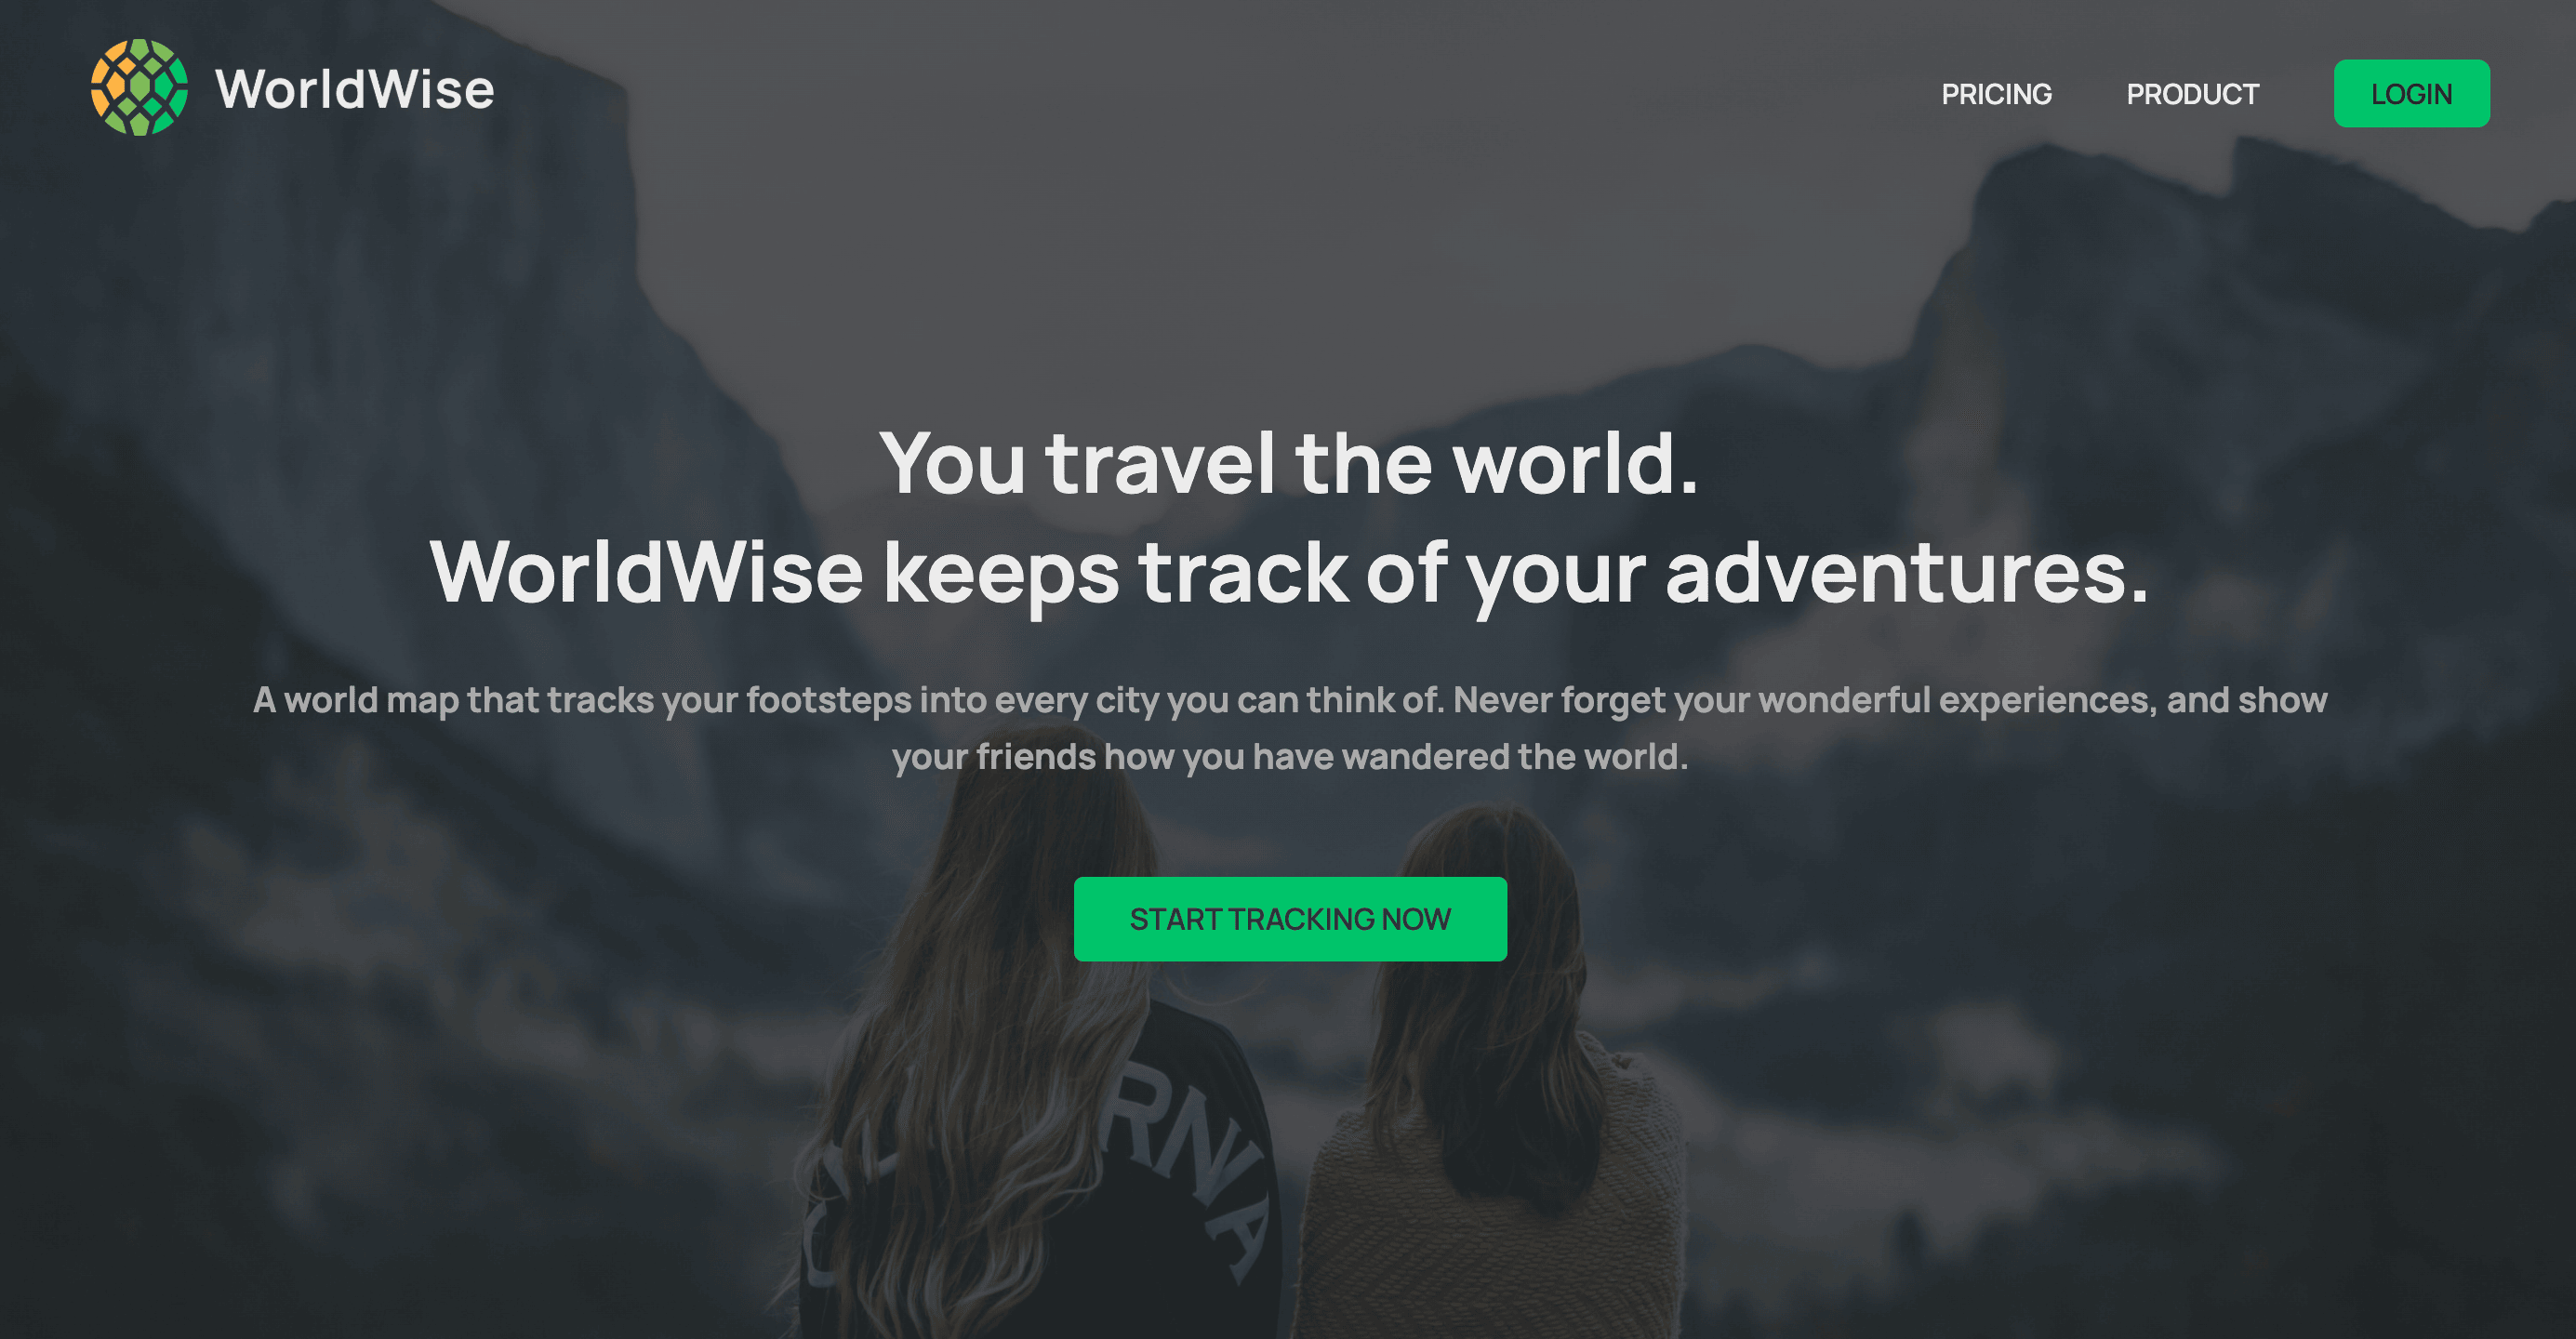 WorldWise
PRICING
PRODUCT
LOGIN
You travel the world.
WorldWise keeps track of your adventures.
A world map that tracks your footsteps into every city you can think of. Never forget your wonderful experiences, and show
your friends how you have wandered the world.
START TRACKING NOW